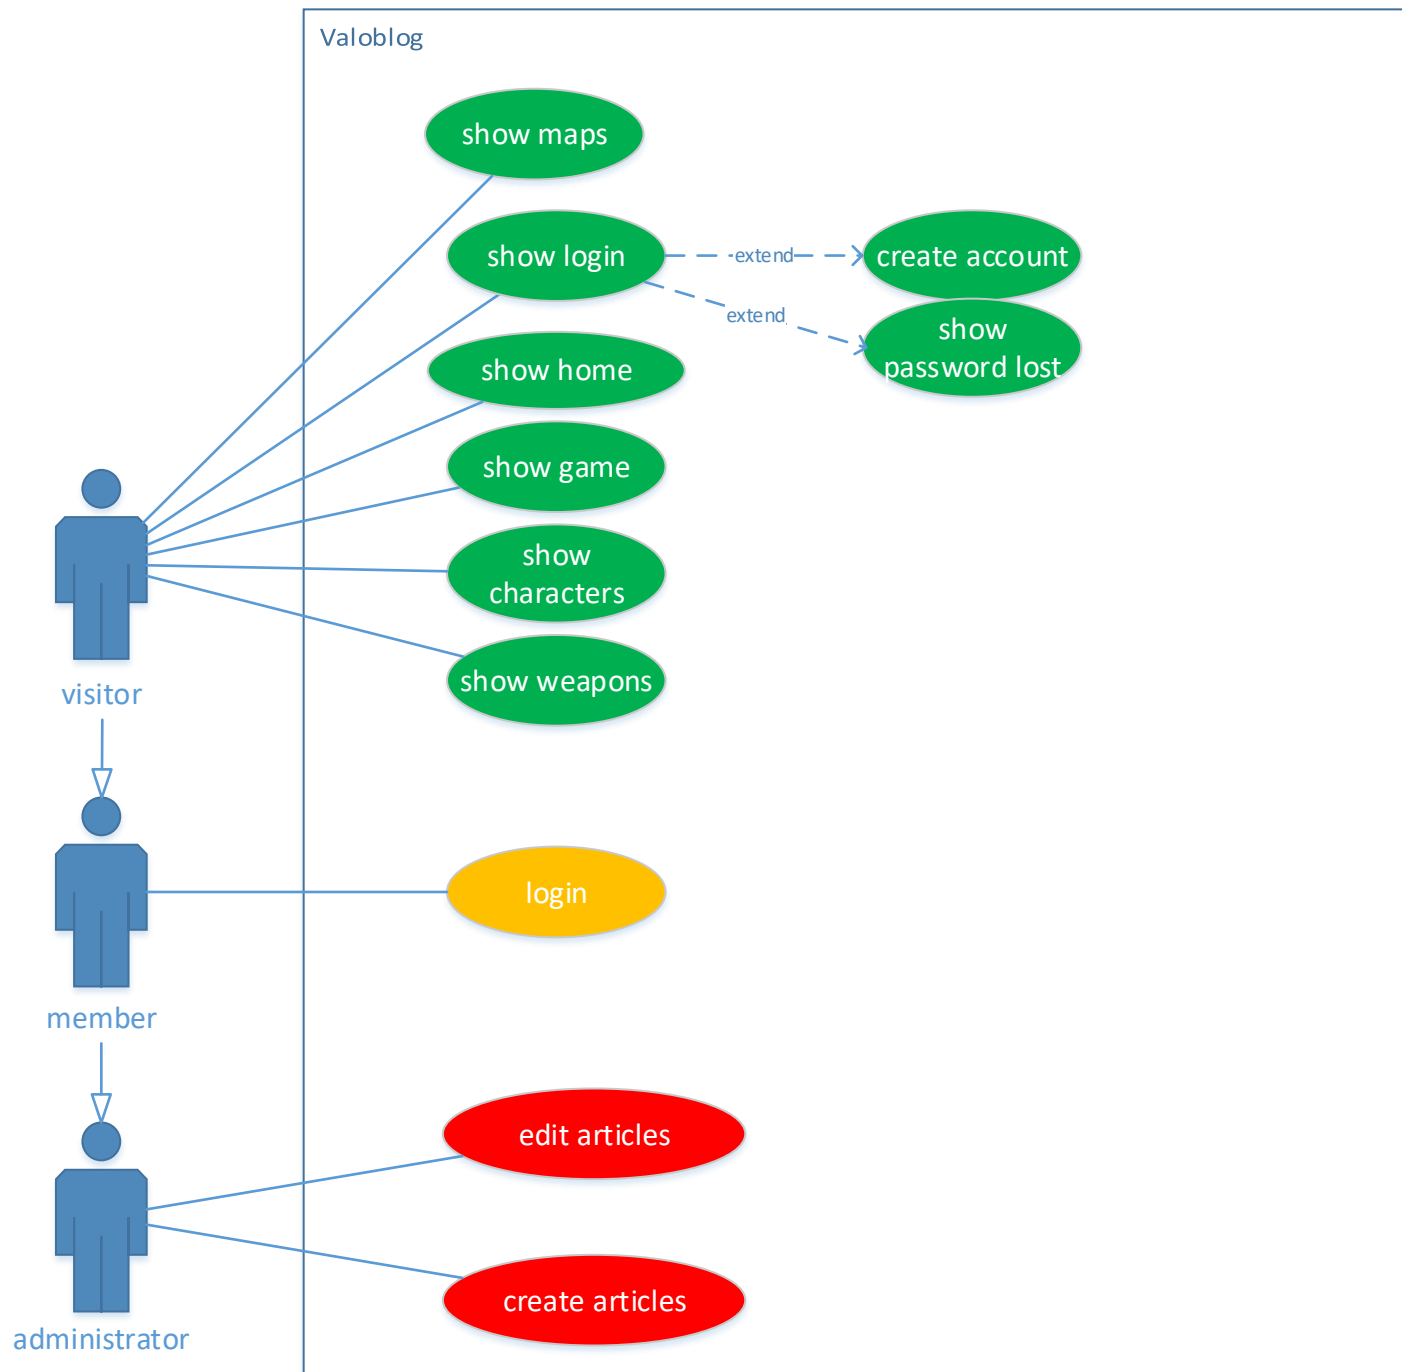 Valoblog
show maps
show login
extend
create account
extend
show
password lost
show home
show game
show
characters
show weapons
visitor
login
member
edit articles
create articles
administrator